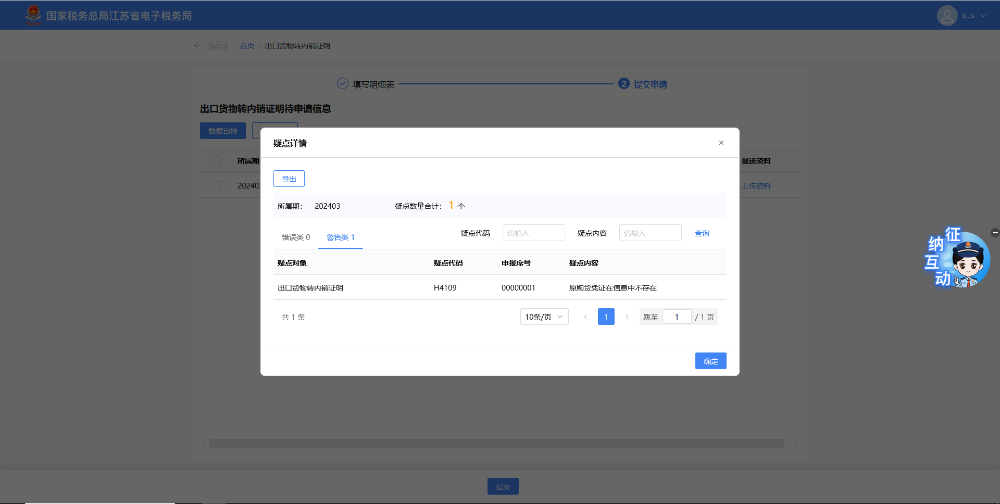 国家税务总局江苏省电子税务局
x...s
返回
首页 > 出口货物转内销证明
填写明细表
2 提交申请
出口货物转内销证明待申请信息
数据自检
所属期
报送资料
上传资料
疑点详情
导出
所属期： 202403 疑点数量合计： 1 个
错误类 0 警告类 1 疑点代码 请输入 疑点内容 请输入 查询
疑点对象 疑点代码 申报序号 疑点内容
出口货物转内销证明 H4109 00000001 原购货凭证在信息中不存在
共 1 条 10条/页 < 1 > 跳至 1 / 1 页
确定
征纳互动
提交